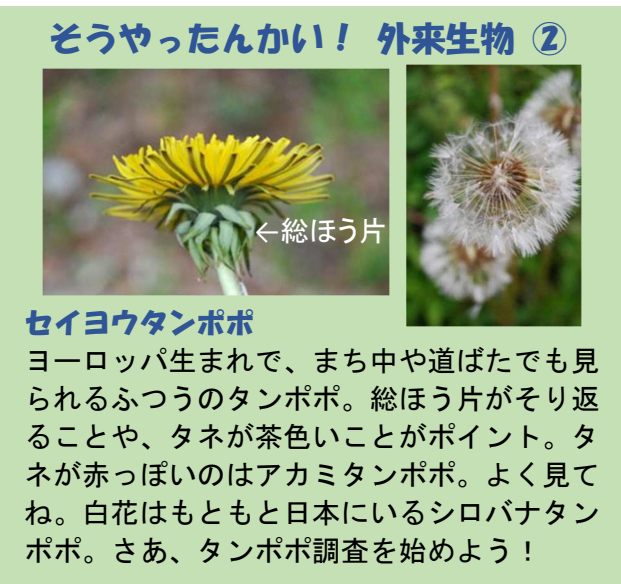 そうやったんかい! 外来生物 ②
←総ほう片
セイヨウタンポポ
ヨーロッパ生まれで、まち中や道ばたでも見
られるふつうのタンポポ。総ほう片がそり返
ることや、タネが茶色いことがポイント。タ
ネが赤っぽいのはアカミタンポポ。よく見て
ね。白花はもともと日本にいるシロバナタン
ポポ。さあ、タンポポ調査を始めよう!